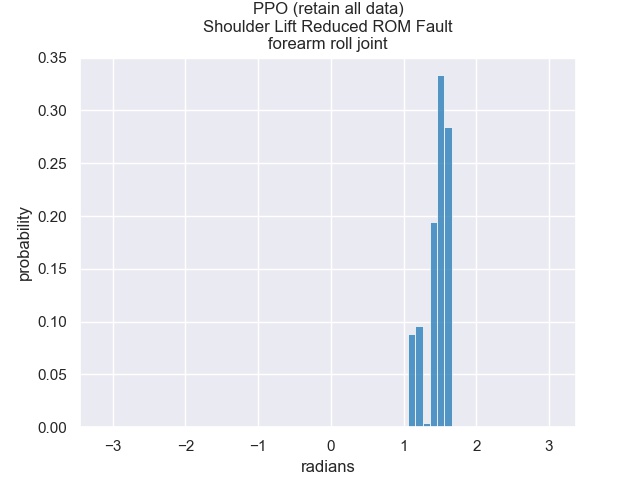 PPO (retain all data)
Shoulder Lift Reduced ROM Fault
forearm roll joint
0.35
0.30
0.25
0.20
0.15
0.10
0.05
0.00
probability
−3 −2 −1 0 1 2 3
radians